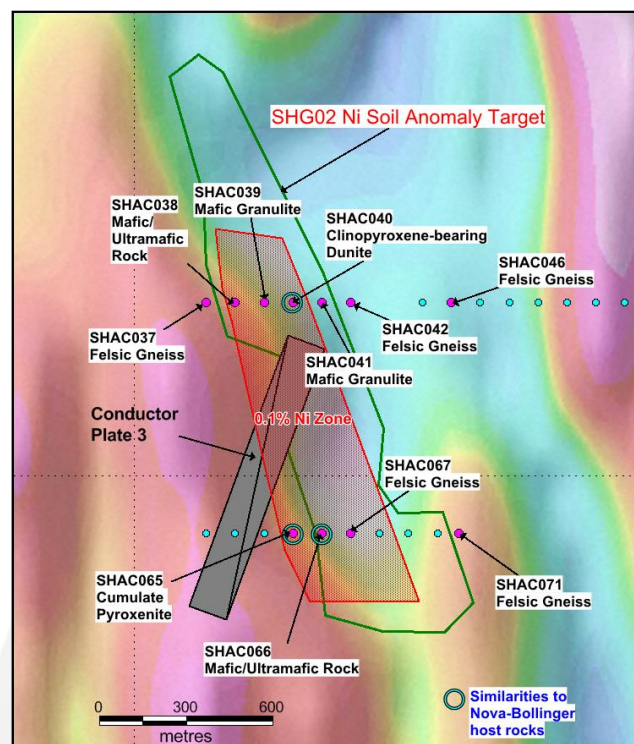 SHG02 Ni Soil Anomaly Target
SHAC039
Mafic Granulite
SHAC038
Mafic/
Ultramafic
Rock
SHAC040
Clinopyroxene-bearing
Dunite
SHAC046
Felsic Gneiss
SHAC037
Felsic Gneiss
SHAC042
Felsic Gneiss
SHAC041
Mafic Granulite
Conductor
Plate 3
0.1% Ni Zone
SHAC067
Felsic Gneiss
SHAC065
Cumulate
Pyroxenite
SHAC071
Felsic Gneiss
SHAC066
Mafic/Ultramafic Rock
0 300 600
metres
Similarities to
Nova-Bollinger
host rocks